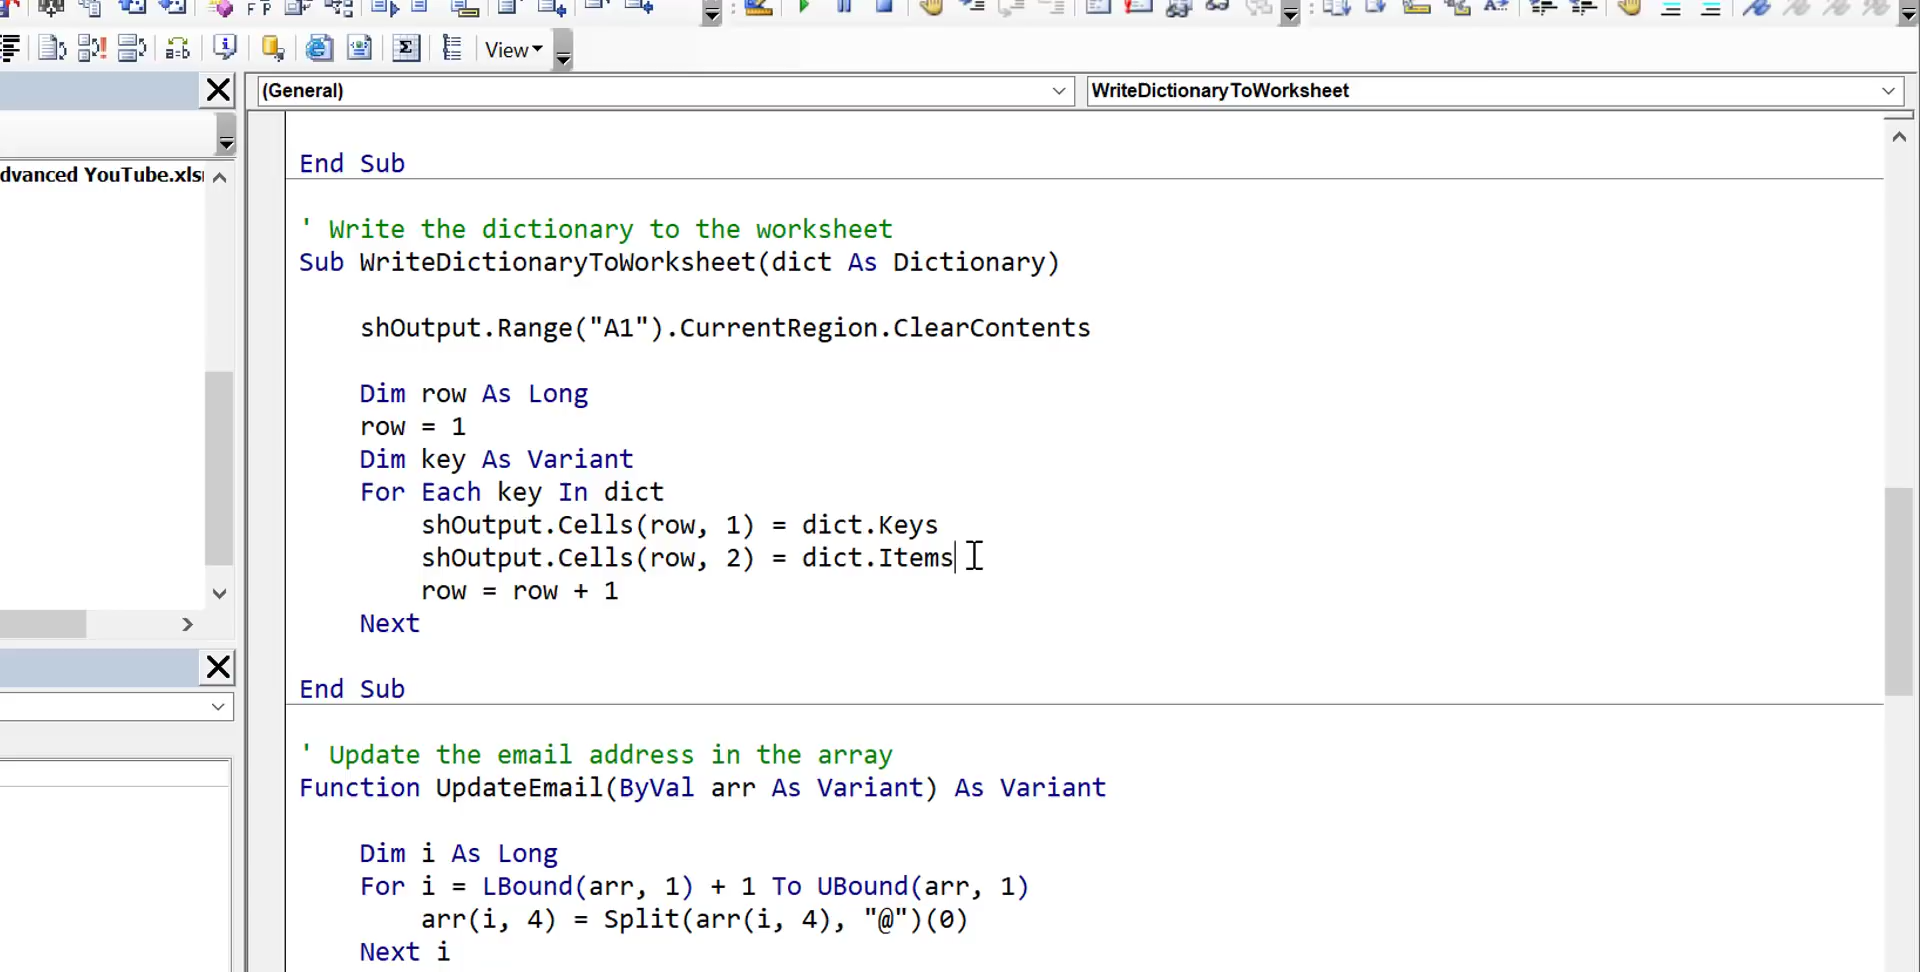 View
(General)
WriteDictionaryToWorksheet
dvanced YouTube.xls
End Sub
' Write the dictionary to the worksheet
Sub WriteDictionaryToWorksheet(dict As Dictionary)
shOutput.Range("A1").CurrentRegion.ClearContents
Dim row As Long
row = 1
Dim key As Variant
For Each key In dict
shOutput.Cells(row, 1) = dict.Keys
shOutput.Cells(row, 2) = dict.Items
row = row + 1
Next
End Sub
' Update the email address in the array
Function UpdateEmail(ByVal arr As Variant) As Variant
Dim i As Long
For i = LBound(arr, 1) + 1 To UBound(arr, 1)
arr(i, 4) = Split(arr(i, 4), "@")(0)
Next i